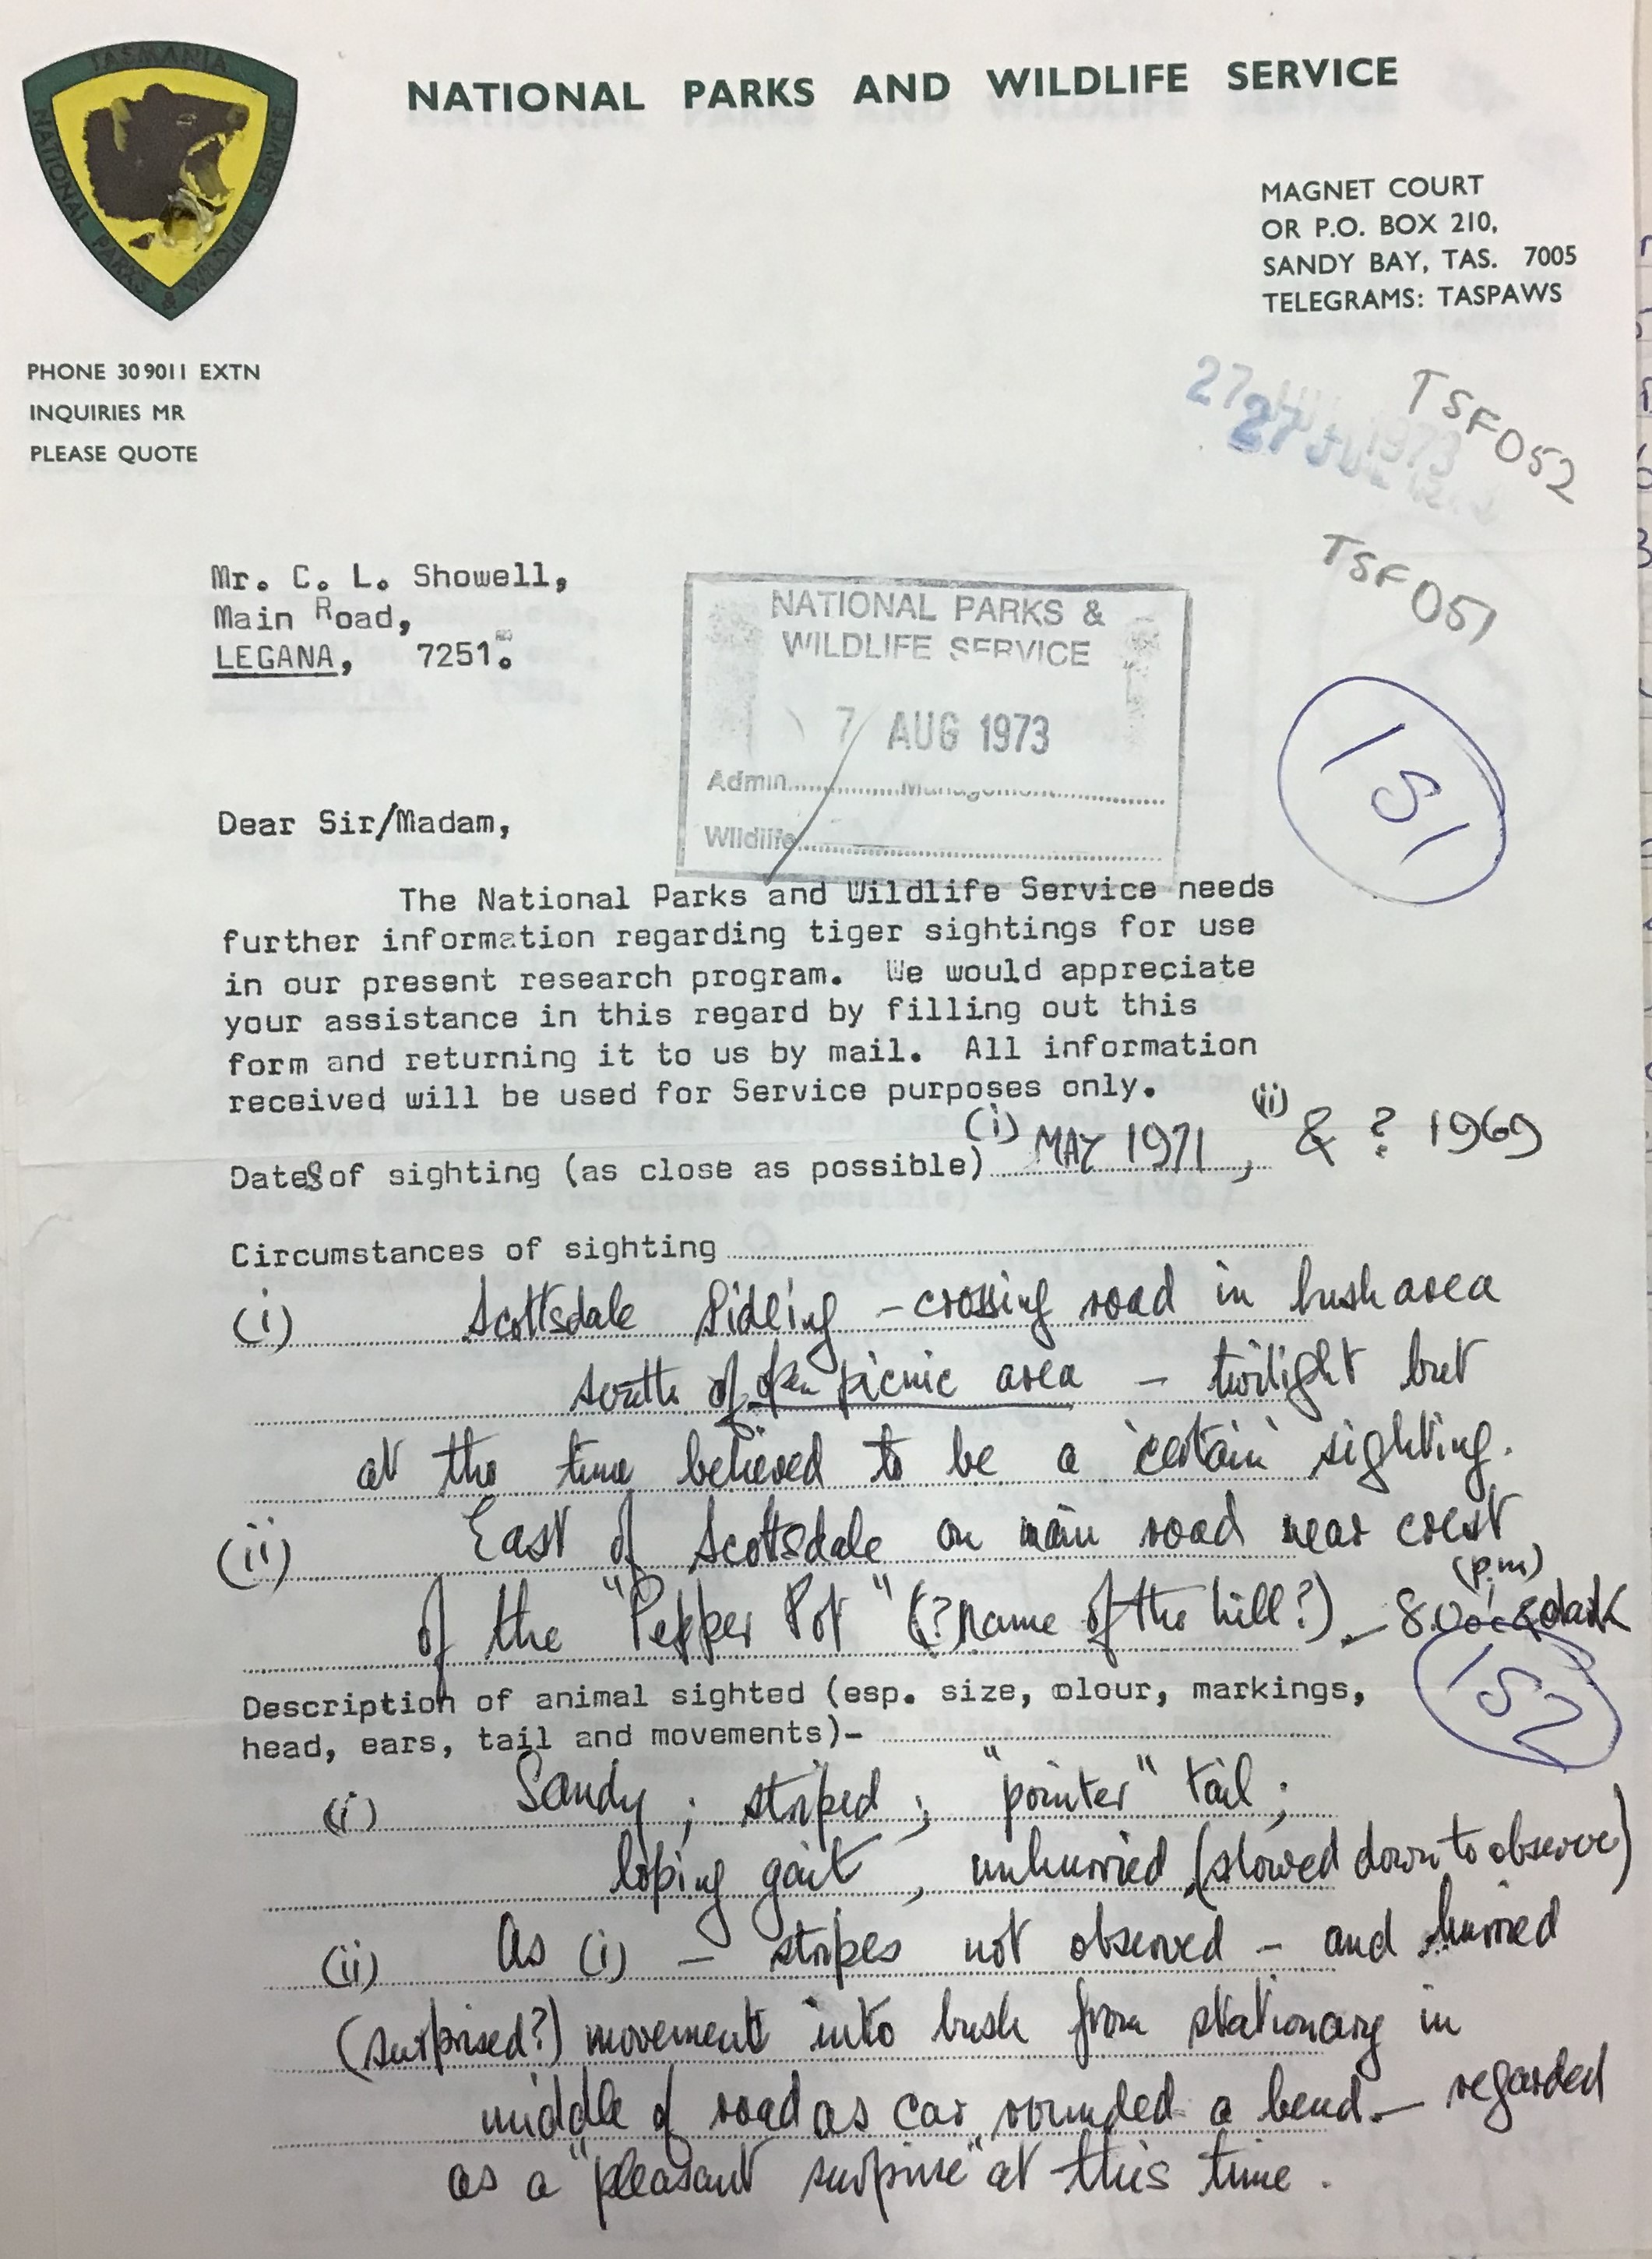 TASMANIA
NATIONAL PARKS & WILDLIFE SERVICE
NATIONAL PARKS AND WILDLIFE SERVICE
MAGNET COURT
OR P.O. BOX 210,
SANDY BAY, TAS. 7005
TELEGRAMS: TASPAWS
PHONE 30 9011 EXTN
INQUIRIES MR
PLEASE QUOTE
27 1973
27 JUL
TSF052
TSF051
Mr. C. L. Showell,
Main Road,
LEGANA, 7251.
NATIONAL PARKS &
WILDLIFE SERVICE
7 AUG 1973
Admin. Management
Wildlife
151
Dear Sir/Madam,
The National Parks and Wildlife Service needs
further information regarding tiger sightings for use
in our present research program. We would appreciate
your assistance in this regard by filling out this
form and returning it to us by mail. All information
received will be used for Service purposes only.
Dates of sighting (as close as possible) (i) MAY 1971, (ii) & ? 1969
Circumstances of sighting
(i) Scottsdale Sidling - crossing road in bush area
south of picnic area - twilight but
at the time believed to be a 'certain' sighting.
(ii) East of Scottsdale on main road near crest
of the "Pepper Pot" (? name of the hill?) - 8.00 (p.m) & dark
152
Description of animal sighted (esp. size, colour, markings,
head, ears, tail and movements)-
(i) Sandy; striped; "pointer" tail;
loping gait, unhurried (slowed down to observe)
(ii) As (i) - stripes not observed - and hurried
(surprised?) movement into bush from stationary in
middle of road as car rounded a bend - regarded
as a "pleasant surprise" at this time.